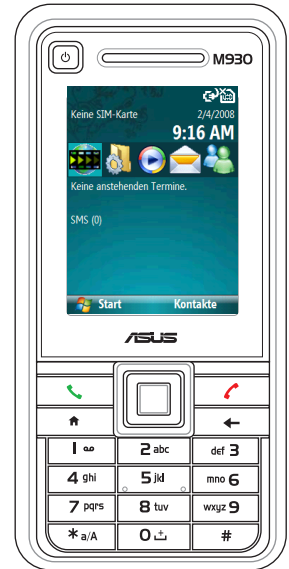 M930
Keine SIM-Karte 2/4/2008
9:16 AM
Keine anstehenden Termine.
SMS (0)
Start Kontakte
ASUS
1 2 abc def 3
4 ghi 5 jkl mno 6
7 pqrs 8 tuv wxyz 9
* a/A 0 #